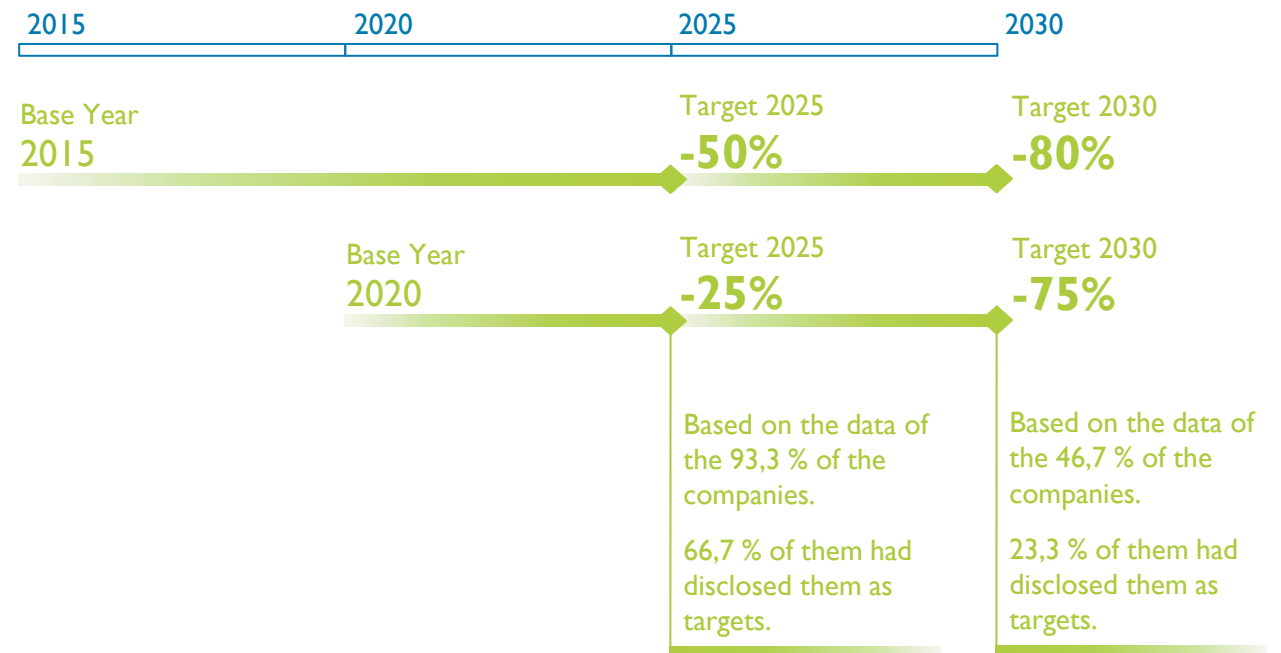 2015
2020
2025
2030
Base Year
2015
Target 2025
-50%
Target 2030
-80%
Base Year
2020
Target 2025
-25%
Target 2030
-75%
Based on the data of
the 93,3 % of the
companies.
66,7 % of them had
disclosed them as
targets.
Based on the data of
the 46,7 % of the
companies.
23,3 % of them had
disclosed them as
targets.